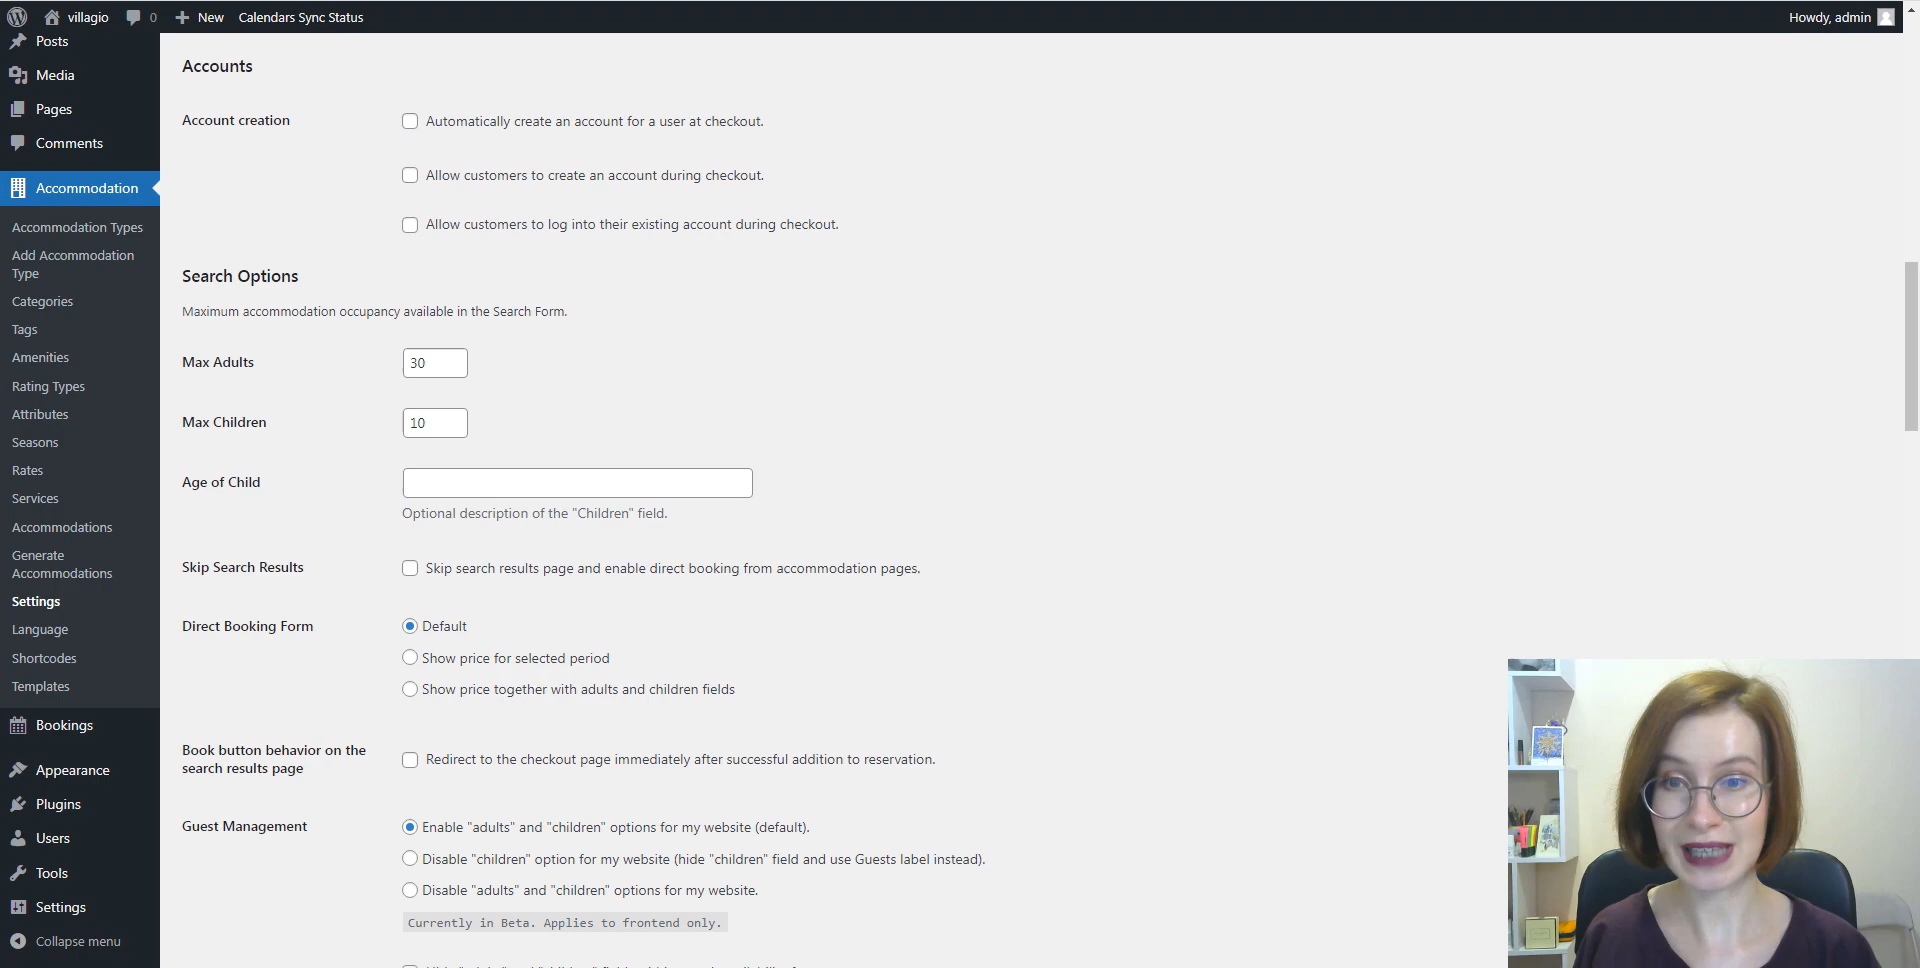 villagio
0
New
Calendars Sync Status
Howdy, admin
Posts
Media
Pages
Comments
Accommodation
Accommodation Types
Add Accommodation
Type
Categories
Tags
Amenities
Rating Types
Attributes
Seasons
Rates
Services
Accommodations
Generate
Accommodations
Settings
Language
Shortcodes
Templates
Bookings
Appearance
Plugins
Users
Tools
Settings
Collapse menu
Accounts
Account creation
Automatically create an account for a user at checkout.
Allow customers to create an account during checkout.
Allow customers to log into their existing account during checkout.
Search Options
Maximum accommodation occupancy available in the Search Form.
Max Adults
30
Max Children
10
Age of Child
Optional description of the "Children" field.
Skip Search Results
Skip search results page and enable direct booking from accommodation pages.
Direct Booking Form
Default
Show price for selected period
Show price together with adults and children fields
Book button behavior on the
search results page
Redirect to the checkout page immediately after successful addition to reservation.
Guest Management
Enable "adults" and "children" options for my website (default).
Disable "children" option for my website (hide "children" field and use Guests label instead).
Disable "adults" and "children" options for my website.
Currently in Beta. Applies to frontend only.